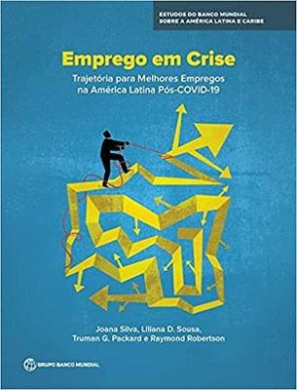 ESTUDOS DO BANCO MUNDIAL
SOBRE A AMÉRICA LATINA E CARIBE
Emprego em Crise
Trajetória para Melhores Empregos
na América Latina Pós-COVID-19
Joana Silva, Liliana D. Sousa,
Truman G. Packard e Raymond Robertson
GRUPO BANCO MUNDIAL